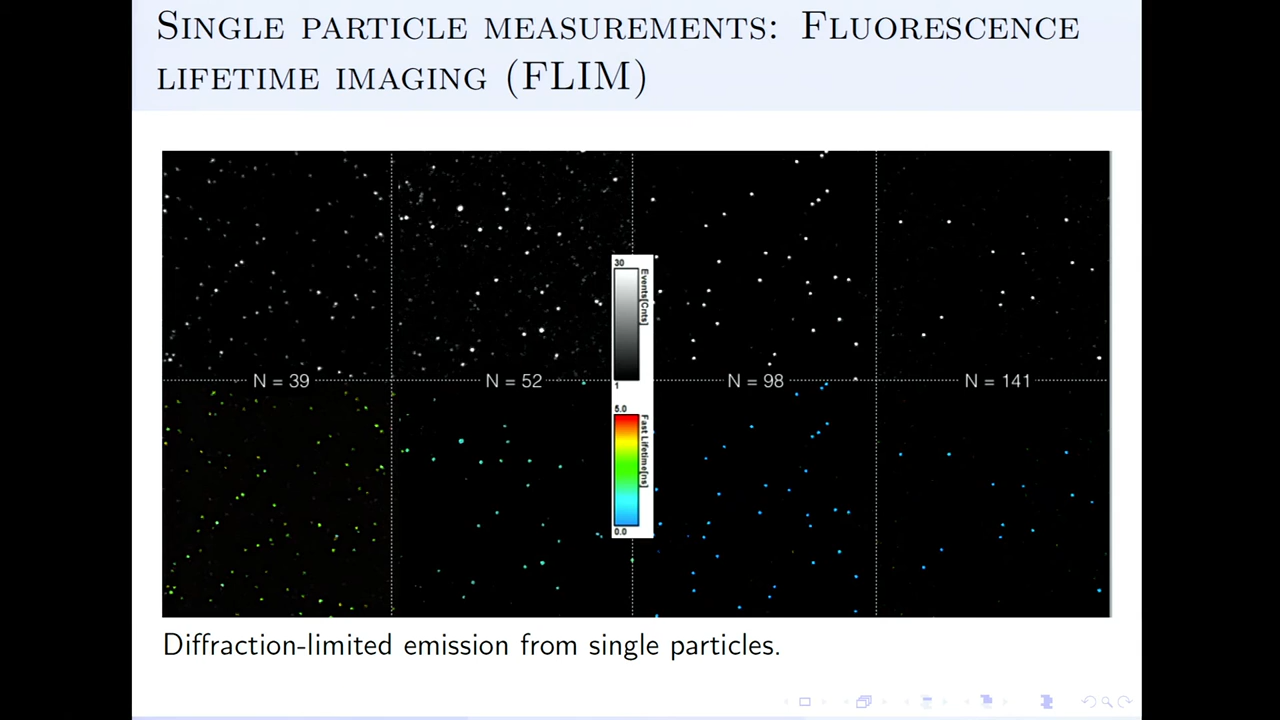 Single particle measurements: Fluorescence
lifetime imaging (FLIM)
30
Events[Cnts]
N = 39
N = 52
N = 98
N = 141
1
5.0
Fast Lifetime[ns]
0.0
Diffraction-limited emission from single particles.